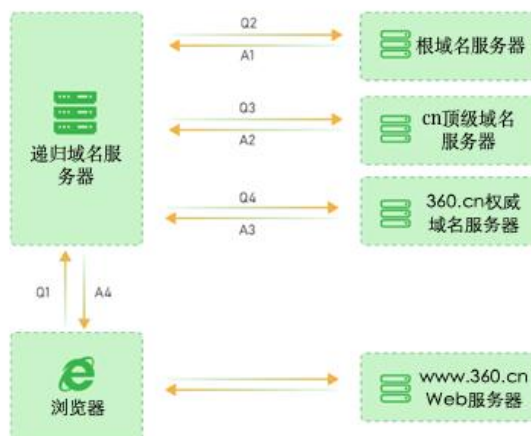 Q2
A1
根域名服务器
Q3
A2
cn顶级域名
服务器
递归域名服
务器
Q4
A3
360.cn权威
域名服务器
Q1
A4
浏览器
www.360.cn
Web服务器